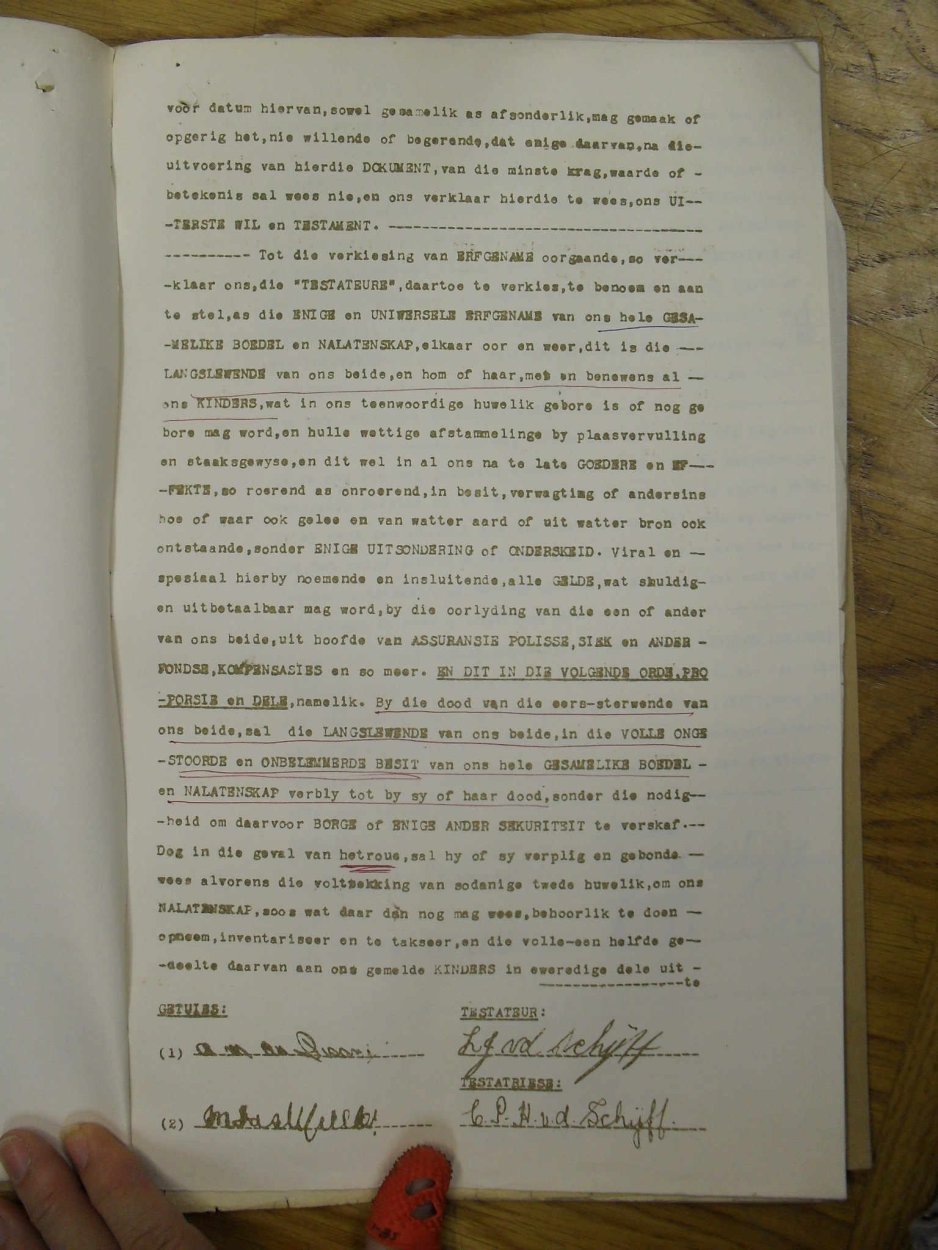 voor datum hiervan,sowel gesamelik as afsonderlik,mag gemaak of
opgerig het,nie willende of begerende,dat enige daarvan,na die-
uitvoering van hierdie DOKUMENT,van die minste krag,waarde of -
betekenis sal wees nie,en ons verklaar hierdie te wees,ons UI--
-TERSTE WIL en TESTAMENT. --------------------------------
---------- Tot die verkiesing van ERFGENAME oorgaande,so ver---
-klaar ons,die "TESTATEURE",daartoe te verkies,te benoem en aan
te stel,as die ENIGE en UNIWERSELE ERFGENAME van ons hele GESA-
-MELIKE BOEDEL en NALATENSKAP,elkaar oor en weer,dit is die ---
LANGSLEWENDE van ons beide,en hom of haar,met en benewens al --
ons KINDERS,wat in ons teenwoordige huwelik gebore is of nog ge
bore mag word,en hulle wettige afstammelinge by plaasvervulling
en staaksgewyse,en dit wel in al ons na te late GOEDERE en EF---
-FEKTE,so roerend as onroerend,in besit,verwagting of andersins
hoe of waar ook gelee en van watter aard of uit watter bron ook
ontstaande,sonder ENIGE UITSONDERING of ONDERSKEID. Viral en --
spesiaal hierby noemende en insluitende,alle GELDE,wat skuldig-
en uitbetaalbaar mag word,by die oorlyding van die een of ander
van ons beide,uit hoofde van ASSURANSIE POLISSE,SIEK en ANDER -
FONDSE,KOMPENSASIES en so meer. EN DIT IN DIE VOLGENDE ORDE,PRO
-PORSIE en DELE,namelik. By die dood van die eers-sterwende van
ons beide,sal die LANGSLEWENDE van ons beide,in die VOLLE ONGE
-STOORDE en ONBELEMMERDE BESIT van ons hele GESAMELIKE BOEDEL -
en NALATENSKAP verbly tot by sy of haar dood,sonder die nodig--
-heid om daarvoor BORGE of ENIGE ANDER SEKURITEIT te verskaf.--
Dog in die geval van hetroue,sal hy of sy verplig en gebonde --
wees alvorens die voltrekking van sodanige twede huwelik,om ons
NALATENSKAP,soos wat daar dan nog mag wees,behoorlik te doen --
opneem,inventariseer en te takseer,en die volle-een helfde ge--
-deelte daarvan aan ons gemelde KINDERS in eweredige dele uit -
-----------------te
GETUIES: TESTATEUR:
(1) L J vd Schijff
TESTATRIESE:
(2) C.P.H.v.d.Schijff.